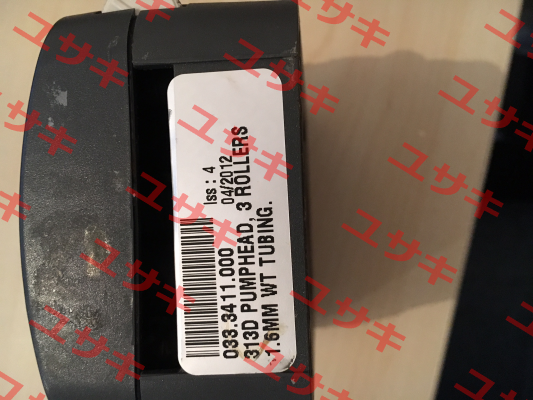 Iss : 4
04/2012
033.3411.000
313D PUMPHEAD, 3 ROLLERS
1.6MM WT TUBING.
ユサキ